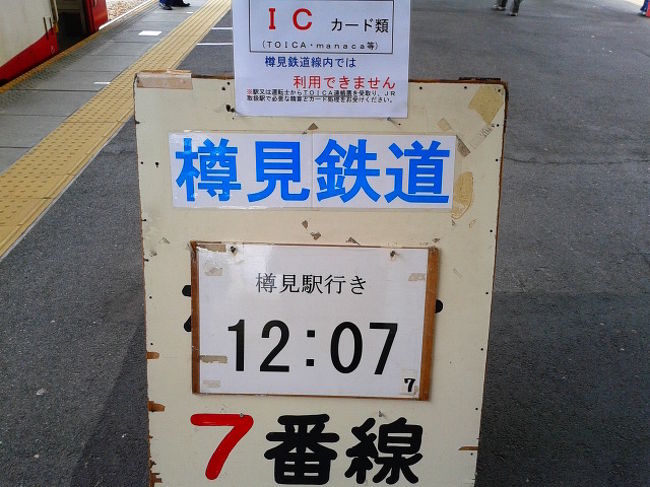 ＩＣ カード類
（ＴＯＩＣＡ・ｍａｎａｃａ等）
樽見鉄道線内では
利用できません
樽見鉄道
樽見駅行き
12：07
7
７番線